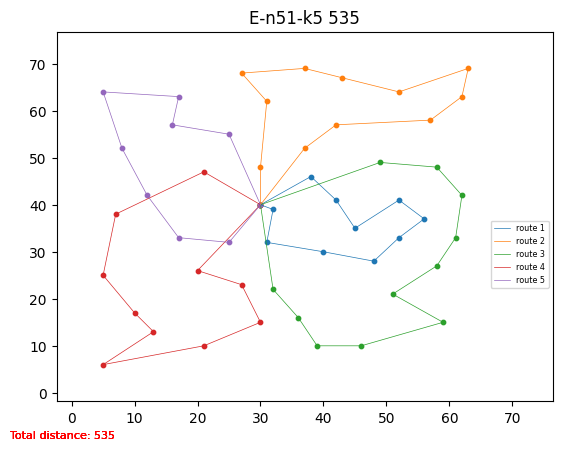 E-n51-k5 535
70
60
50
40
30
20
10
0
route 1
route 2
route 3
route 4
route 5
0 10 20 30 40 50 60 70
Total distance: 535